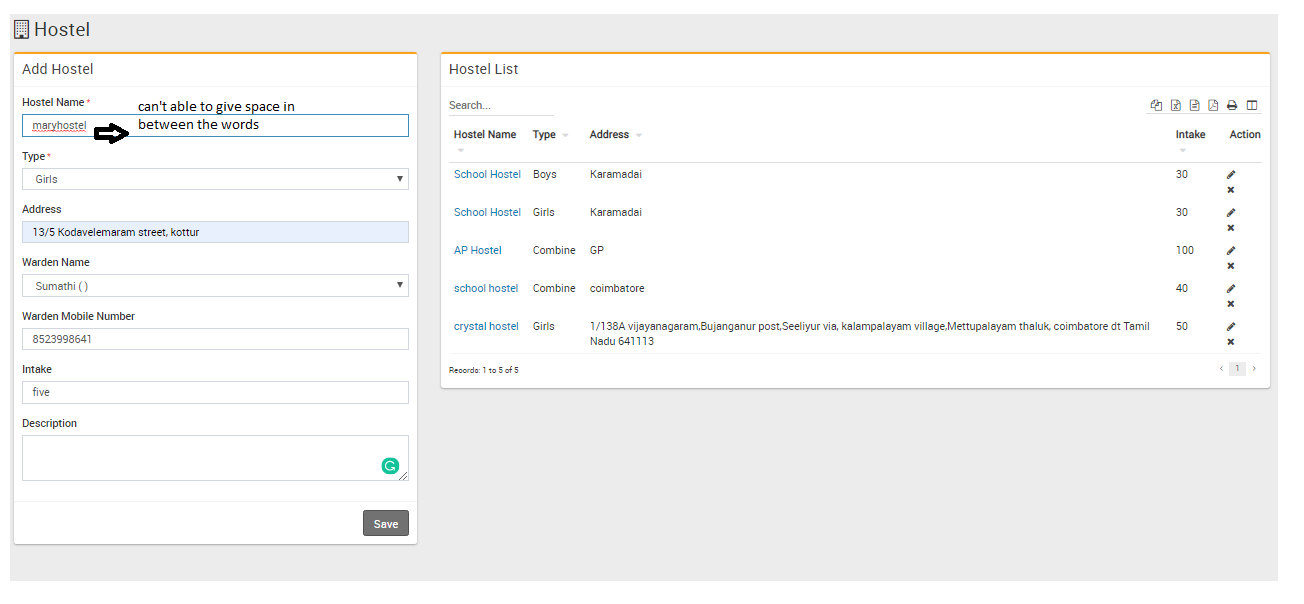 Hostel
Add Hostel
Hostel Name *
can't able to give space in
between the words
maryhostel
Type *
Girls
Address
13/5 Kodavelemaram street, kottur
Warden Name
Sumathi ( )
Warden Mobile Number
8523998641
Intake
five
Description
Save
Hostel List
Search...
Hostel Name Type Address Intake Action
School Hostel Boys Karamadai 30
School Hostel Girls Karamadai 30
AP Hostel Combine GP 100
school hostel Combine coimbatore 40
crystal hostel Girls 1/138A vijayanagaram,Bujanganur post,Seeliyur via, kalampalayam village,Mettupalayam thaluk, coimbatore dt Tamil 50
Nadu 641113
Records: 1 to 5 of 5
1